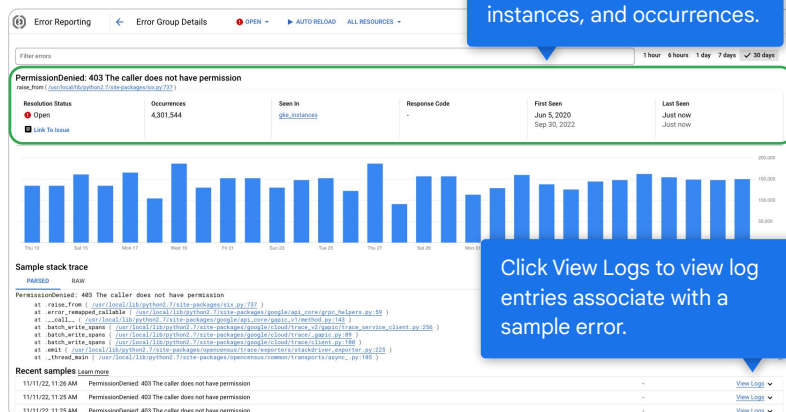 instances, and occurrences.
Error Reporting
Error Group Details
OPEN
AUTO RELOAD
ALL RESOURCES
Filter errors
1 hour 6 hours 1 day 7 days 30 days
PermissionDenied: 403 The caller does not have permission
raise_from ( /usr/local/lib/python2.7/site-packages/six.py:737 )
Resolution Status Occurrences Seen In Response Code First Seen Last Seen
Open 4,301,544 gke_instances - Jun 5, 2020 Just now
Sep 30, 2022 Just now
Link To Issue
200,000
150,000
100,000
50,000
Thu 13 Sat 15 Mon 17 Wed 19 Fri 21 Sun 23 Tue 25 Thu 27 Sat 29 Mon 31
Click View Logs to view log
entries associate with a
sample error.
Sample stack trace
PARSED RAW
PermissionDenied: 403 The caller does not have permission
at .raise_from ( /usr/local/lib/python2.7/site-packages/six.py:737 )
at .error_remapped_callable ( /usr/local/lib/python2.7/site-packages/google/api_core/grpc_helpers.py:59 )
at .__call__ ( /usr/local/lib/python2.7/site-packages/google/api_core/gapic_v1/method.py:143 )
at .batch_write_spans ( /usr/local/lib/python2.7/site-packages/google/cloud/trace_v2/gapic/trace_service_client.py:256 )
at .batch_write_spans ( /usr/local/lib/python2.7/site-packages/google/cloud/trace/_gapic.py:89 )
at .batch_write_spans ( /usr/local/lib/python2.7/site-packages/google/cloud/trace/client.py:100 )
at .emit ( /usr/local/lib/python2.7/site-packages/opencensus/trace/exporters/stackdriver_exporter.py:225 )
at ._thread_main ( /usr/local/lib/python2.7/site-packages/opencensus/common/transports/async_.py:105 )
Recent samples Learn more
11/11/22, 11:26 AM PermissionDenied: 403 The caller does not have permission - View Logs
11/11/22, 11:25 AM PermissionDenied: 403 The caller does not have permission - View Logs
11/11/22, 11:25 AM PermissionDenied: 403 The caller does not have permission - View Logs